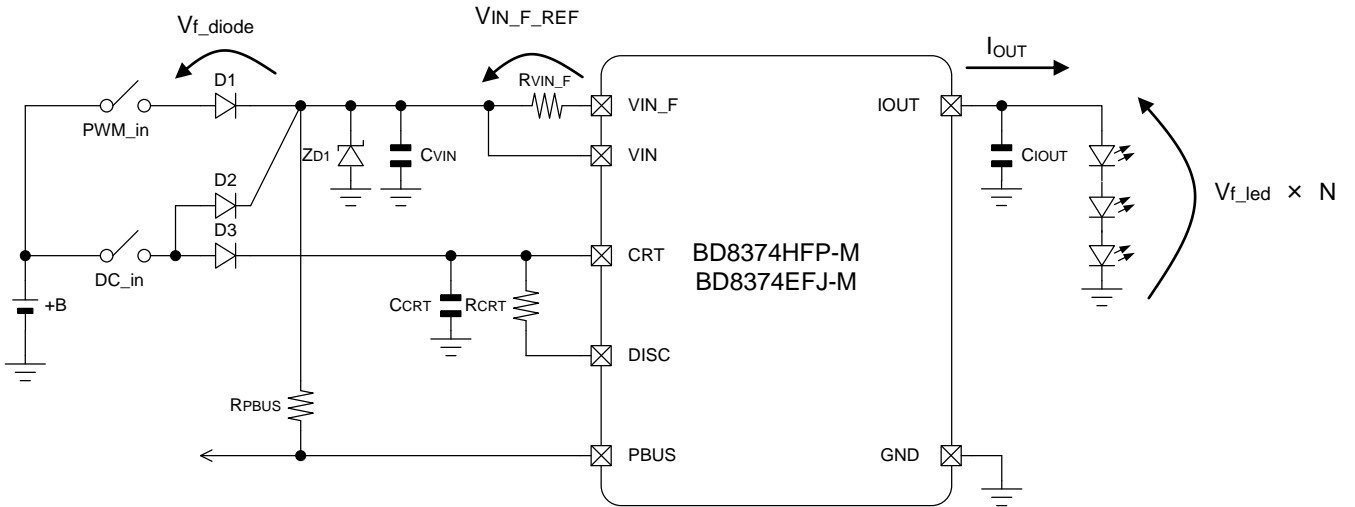 Vf_diode
VIN_F_REF
IOUT
D1
RVIN_F
VIN_F
IOUT
PWM_in
ZD1
CVIN
VIN
CIOUT
D2
Vf_led × N
D3
CRT
BD8374HFP-M
BD8374EFJ-M
DC_in
+B
CCRT
RCRT
DISC
RPBUS
PBUS
GND